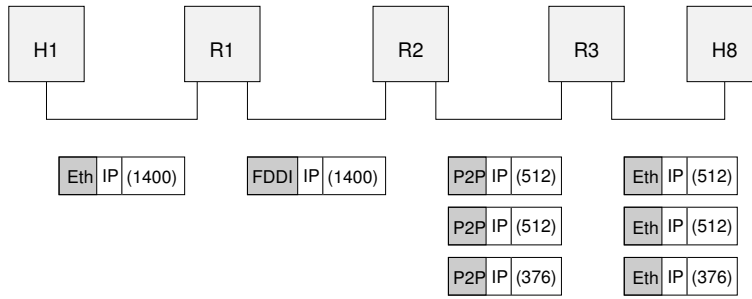 H1 R1 R2 R3 H8
Eth IP (1400) FDDI IP (1400) P2P IP (512) Eth IP (512)
P2P IP (512) Eth IP (512)
P2P IP (376) Eth IP (376)